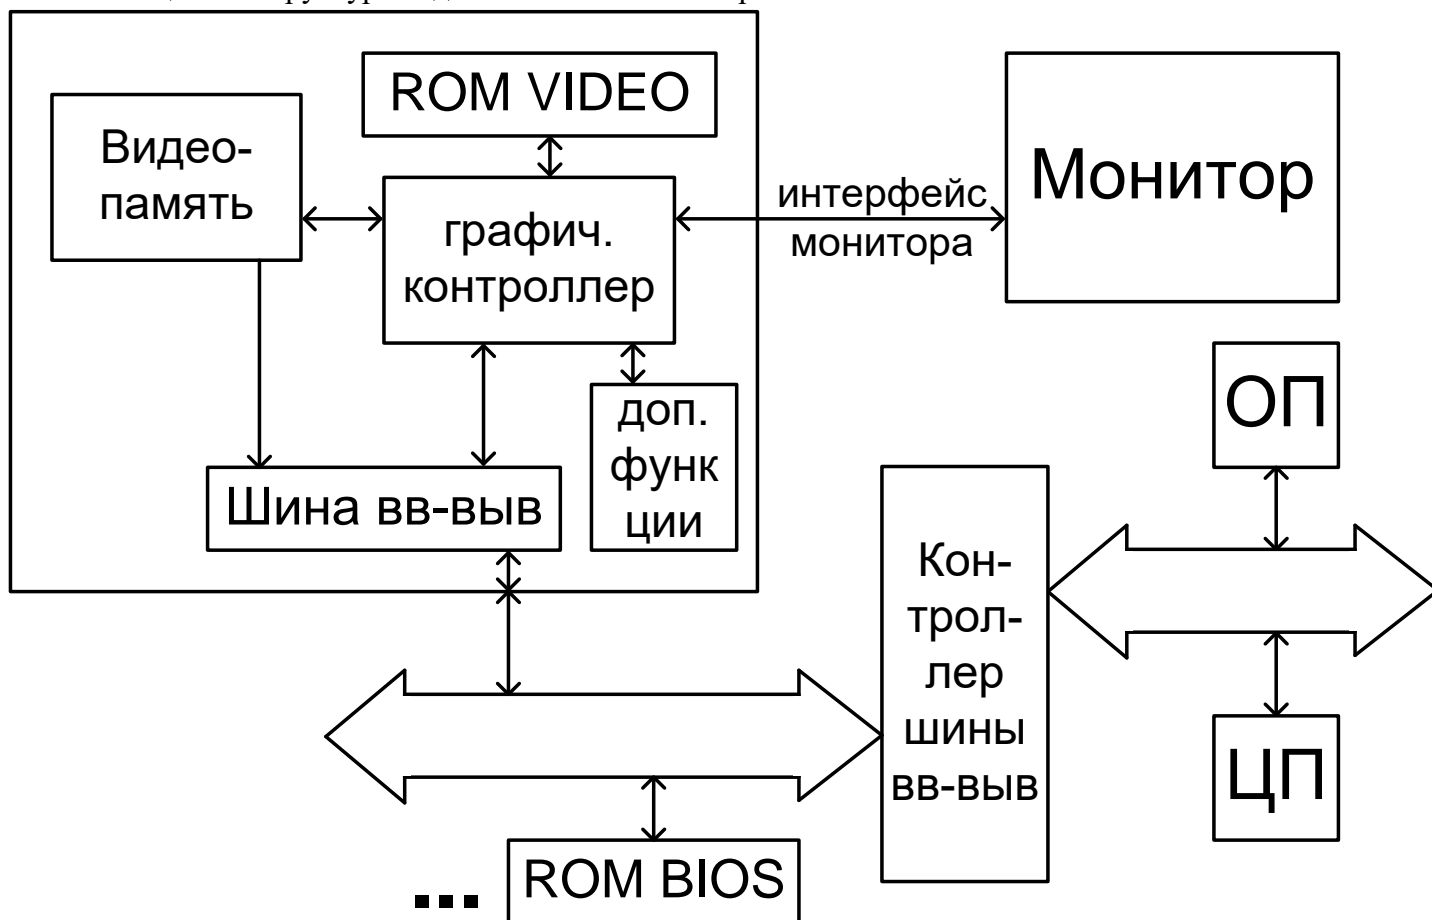 ROM VIDEO
Видео-
память
графич.
контроллер
интерфейс
монитора
Монитор
доп.
функ
ции
Шина вв-выв
ОП
Кон-
трол-
лер
шины
вв-выв
ЦП
ROM BIOS
...